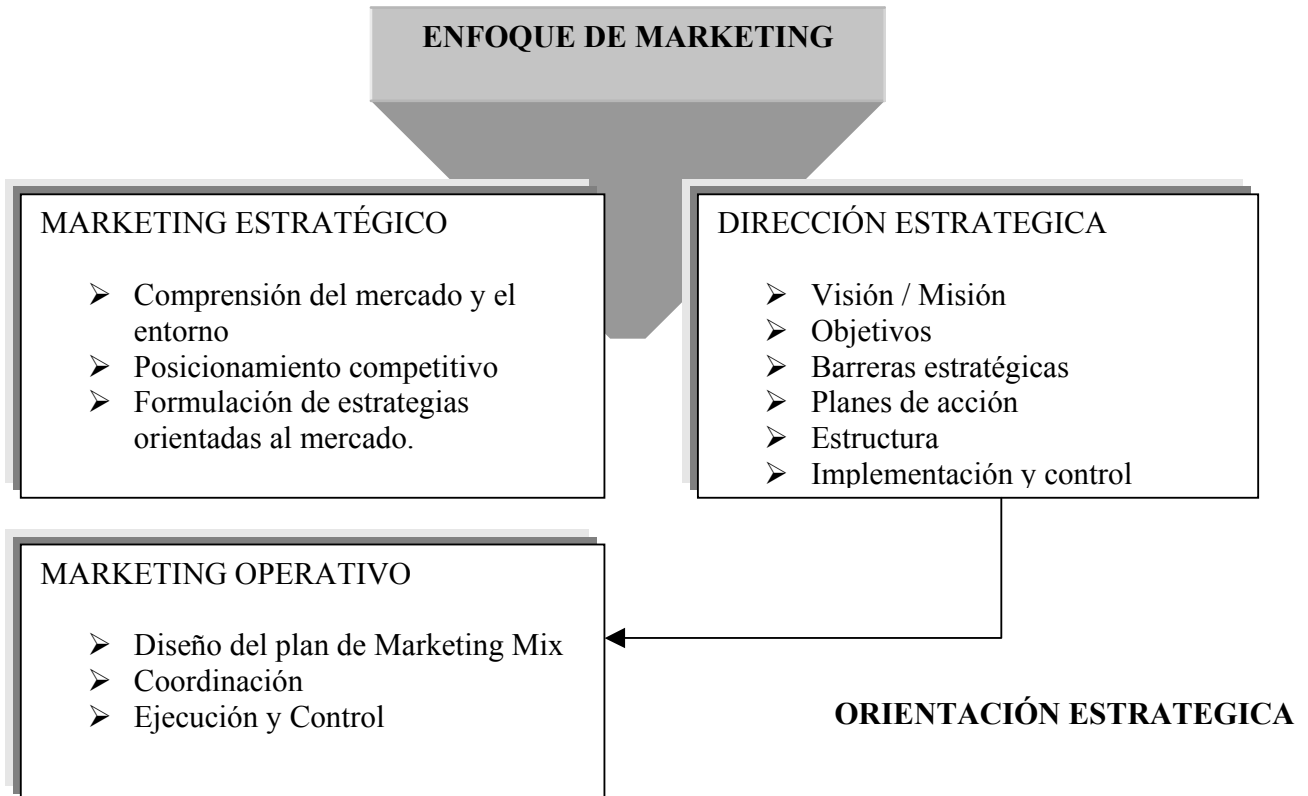 ENFOQUE DE MARKETING
MARKETING ESTRATÉGICO
➢ Comprensión del mercado y el
entorno
➢ Posicionamiento competitivo
➢ Formulación de estrategias
orientadas al mercado.
DIRECCIÓN ESTRATEGICA
➢ Visión / Misión
➢ Objetivos
➢ Barreras estratégicas
➢ Planes de acción
➢ Estructura
➢ Implementación y control
MARKETING OPERATIVO
➢ Diseño del plan de Marketing Mix
➢ Coordinación
➢ Ejecución y Control
ORIENTACIÓN ESTRATEGICA